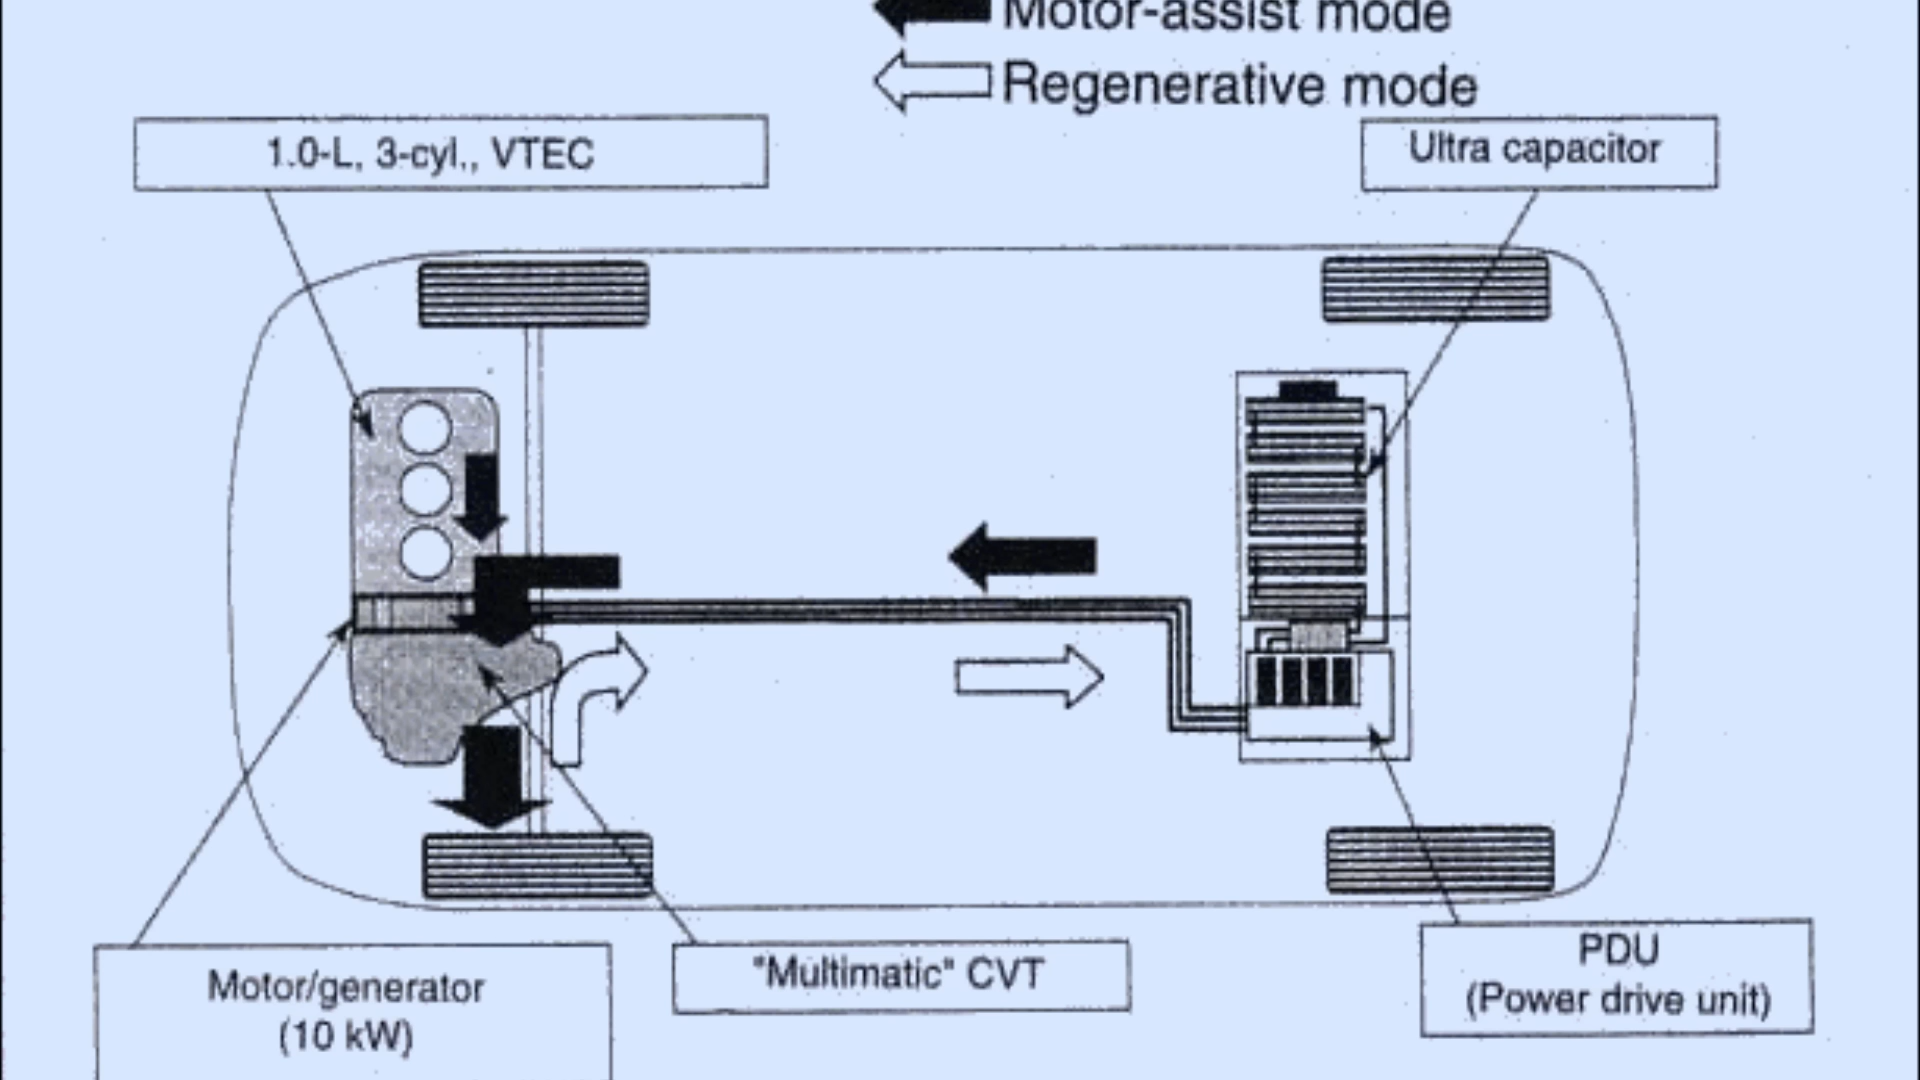 Motor-assist mode
Regenerative mode
1.0-L, 3-cyl., VTEC
Ultra capacitor
Motor/generator
(10 kW)
"Multimatic" CVT
PDU
(Power drive unit)